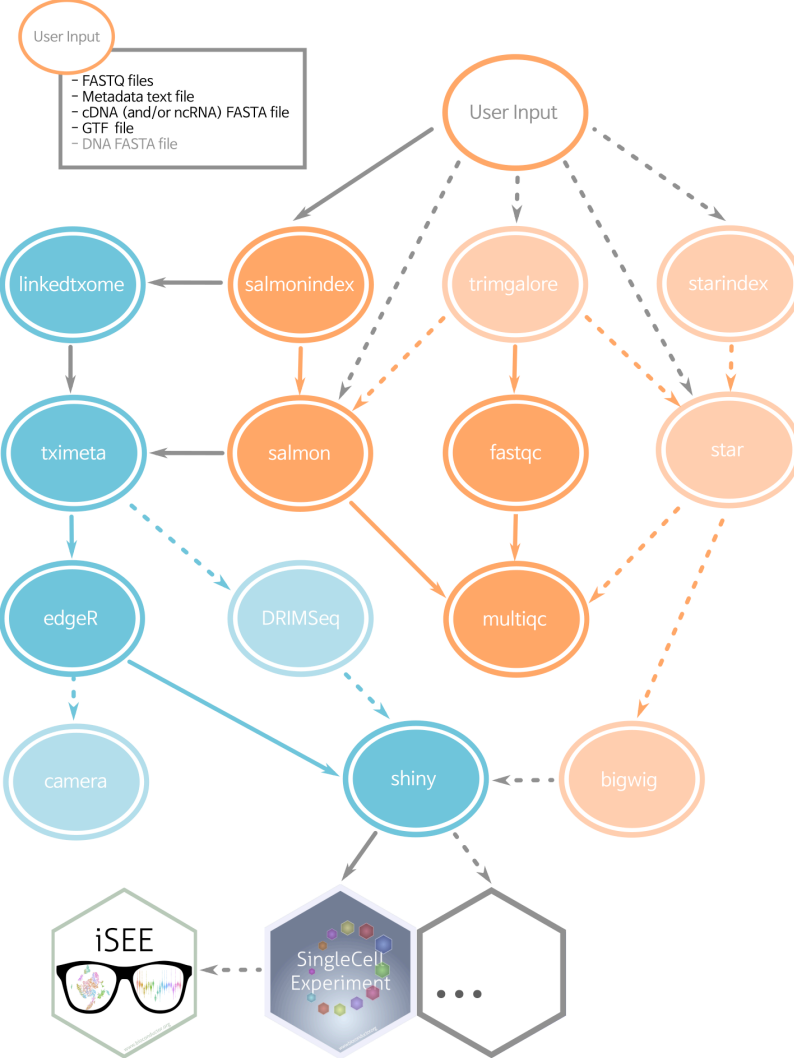 User Input
- FASTQ files
- Metadata text file
- cDNA (and/or ncRNA) FASTA file
- GTF file
- DNA FASTA file
User Input
linkedtxome
salmonindex
trimgalore
starindex
tximeta
salmon
fastqc
star
edgeR
DRIMSeq
multiqc
camera
shiny
bigwig
iSEE
SingleCell
Experiment
...